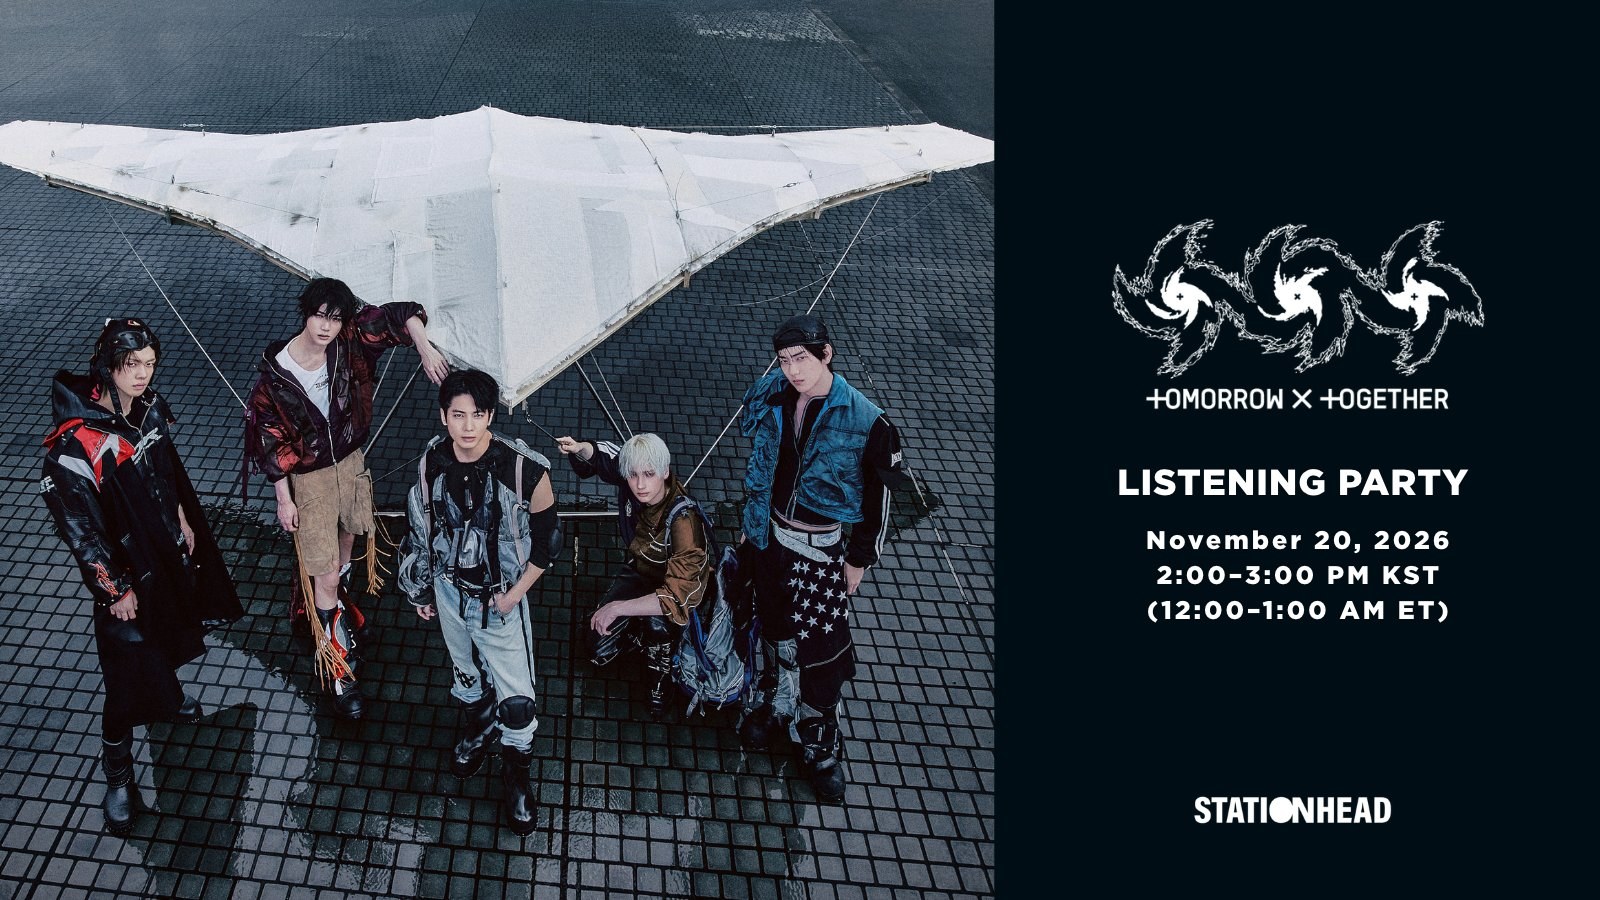 TOMORROW X TOGETHER
LISTENING PARTY
November 20, 2026
2:00–3:00 PM KST
(12:00–1:00 AM ET)
STATIONHEAD